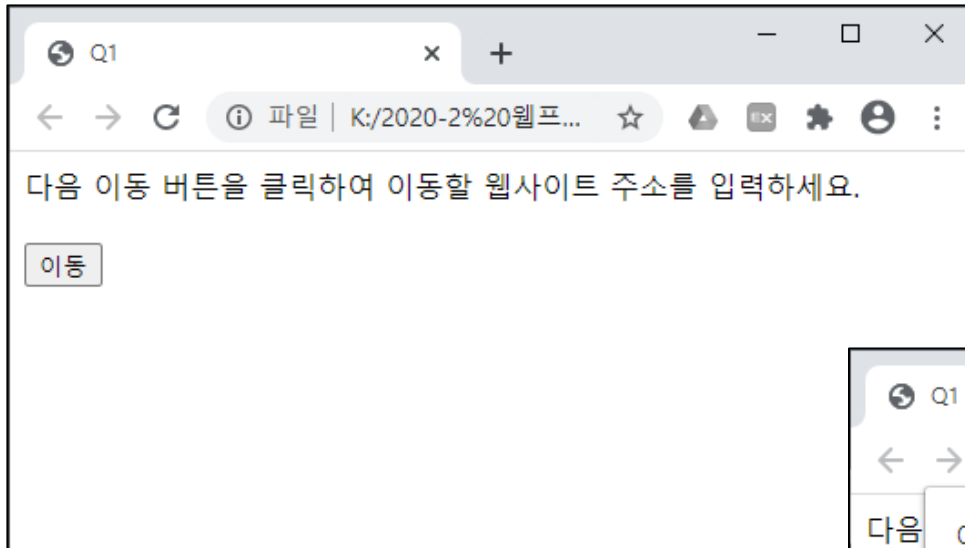 Q1
파일 | K:/2020-2%20웹프...
EX
다음 이동 버튼을 클릭하여 이동할 웹사이트 주소를 입력하세요.
이동
Q1
다음